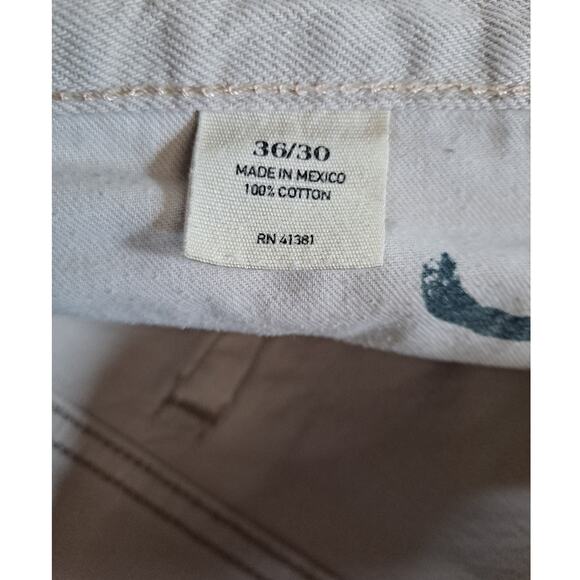 36/30
MADE IN MEXICO
100% COTTON
RN 41381